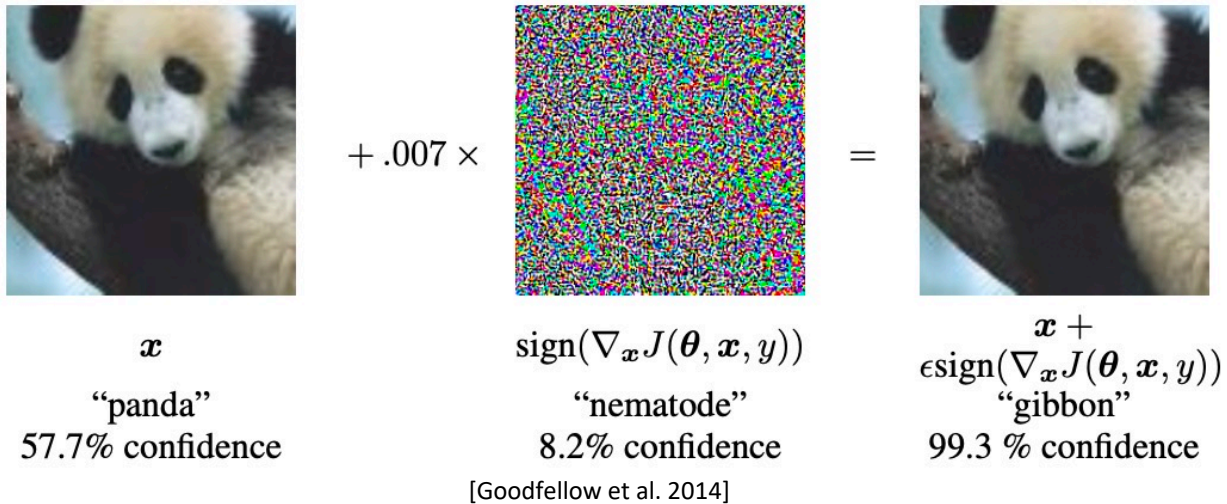 + .007 ×
=
x
sign(∇ₓJ(θ, x, y))
x +
ϵsign(∇ₓJ(θ, x, y))
“panda”
“nematode”
“gibbon”
57.7% confidence
8.2% confidence
99.3 % confidence
[Goodfellow et al. 2014]